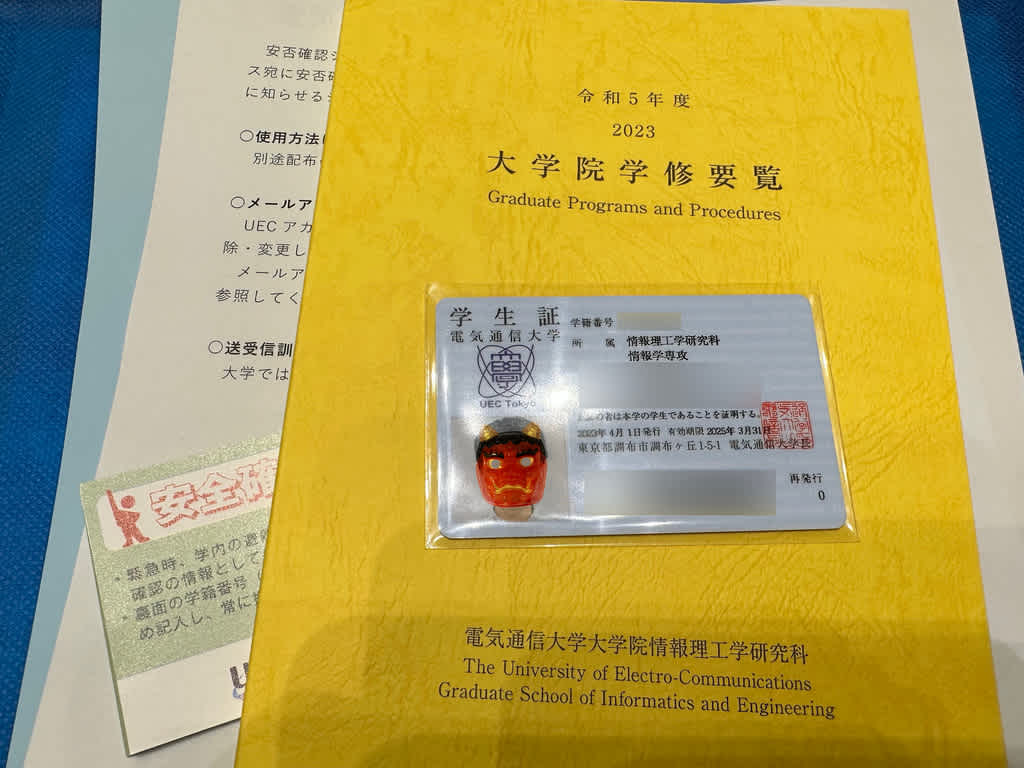 安否確認
ス宛に安否確
に知らせる
○使用方法
別途配布
○メールア
UEC アカ
除・変更し
メールア
参照してく
○送受信訓
大学では
令和5年度
2023
大学院学修要覧
Graduate Programs and Procedures
学生証
電気通信大学
UEC Tokyo
学籍番号
所 属 情報理工学研究科
情報学専攻
の者は本学の学生であることを証明する。
2023年 4月 1日発行 有効期限 2025年 3月31日
東京都調布市調布ヶ丘1-5-1 電気通信大学長
再発行
0
安全確
・緊急時、学内の避
確認の情報として
・裏面の学籍番号
め記入し、常に
電気通信大学大学院情報理工学研究科
The University of Electro-Communications
Graduate School of Informatics and Engineering